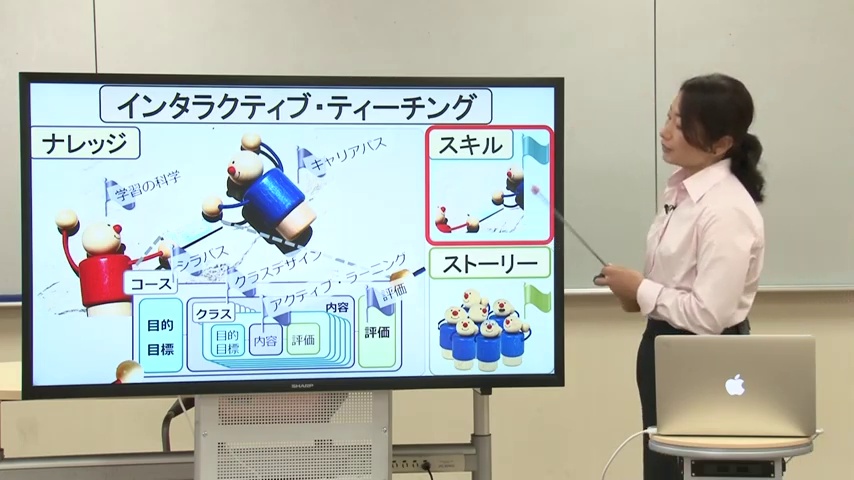 インタラクティブ・ティーチング
ナレッジ
スキル
学習の科学
キャリアパス
シラバス
クラスデザイン
アクティブ・ラーニング
評価
コース
目的
目標
クラス
内容
目的
目標
内容
評価
評価
ストーリー
SHARP